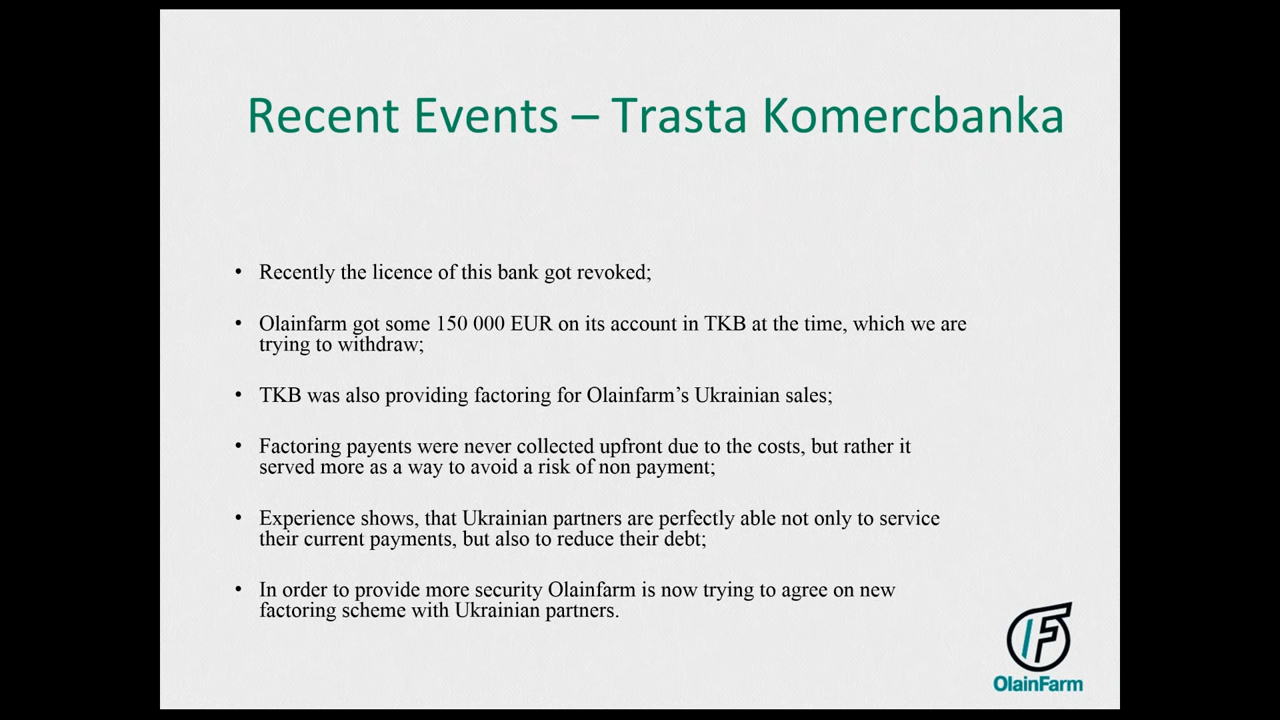 Recent Events – Trasta Komercbanka
• Recently the licence of this bank got revoked;
• Olainfarm got some 150 000 EUR on its account in TKB at the time, which we are
trying to withdraw;
• TKB was also providing factoring for Olainfarm’s Ukrainian sales;
• Factoring payents were never collected upfront due to the costs, but rather it
served more as a way to avoid a risk of non payment;
• Experience shows, that Ukrainian partners are perfectly able not only to service
their current payments, but also to reduce their debt;
• In order to provide more security Olainfarm is now trying to agree on new
factoring scheme with Ukrainian partners.
OlainFarm